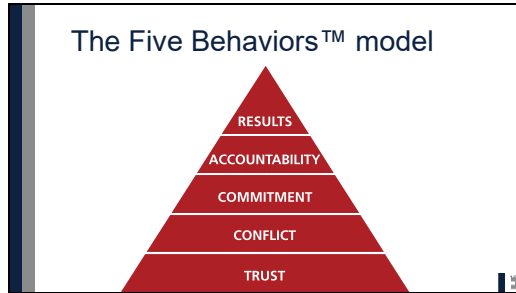 The Five Behaviors™ model
RESULTS
ACCOUNTABILITY
COMMITMENT
CONFLICT
TRUST